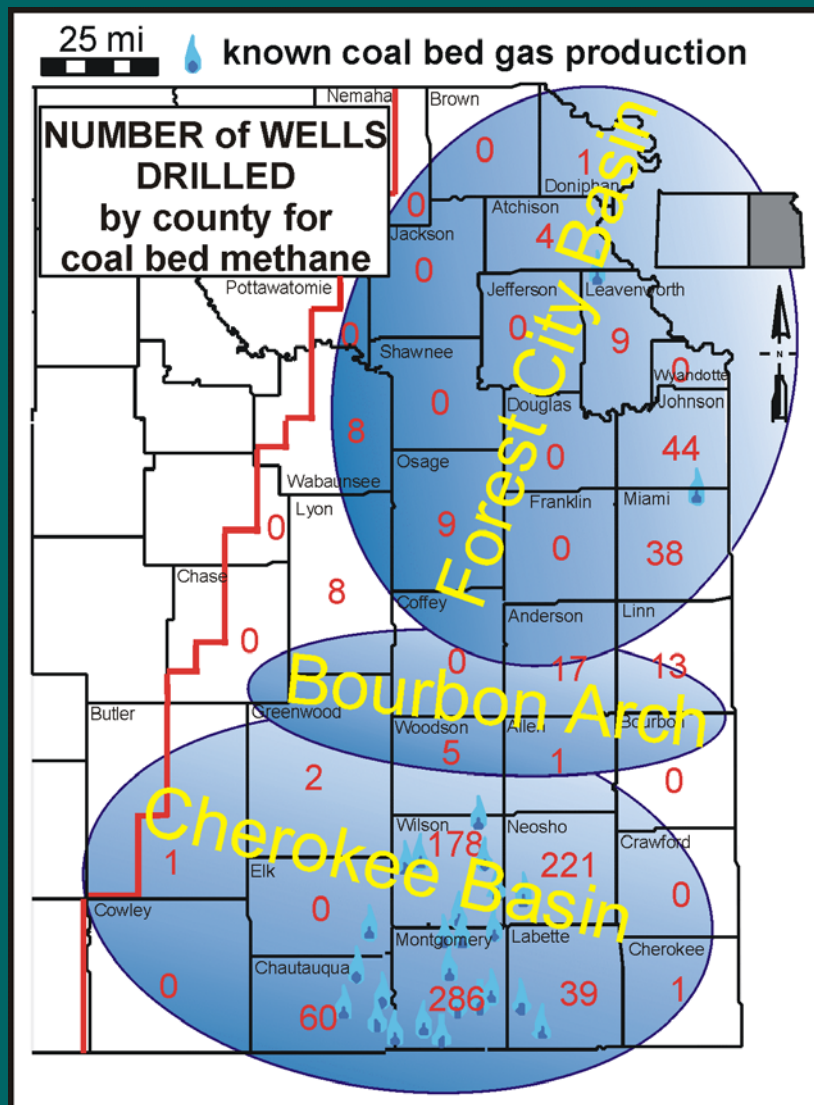 25 mi
known coal bed gas production
NUMBER of WELLS
DRILLED
by county for
coal bed methane
Nemaha
0
Brown
0
1
Doniphan
Atchison
4
Jackson
0
Pottawatomie
0
Jefferson
0
Leavenworth
9
N
Wyandotte
0
Shawnee
0
Douglas
0
Johnson
44
8
Wabaunsee
Osage
9
Franklin
0
Miami
38
Lyon
8
0
Chase
0
Forest City Basin
Coffey
0
Anderson
17
Linn
13
Bourbon Arch
Butler
1
Greenwood
2
Woodson
5
Allen
1
Bourbon
0
Cherokee Basin
Wilson
178
Neosho
221
Crawford
0
Elk
0
Cowley
0
Chautauqua
60
Montgomery
286
Labette
39
Cherokee
1